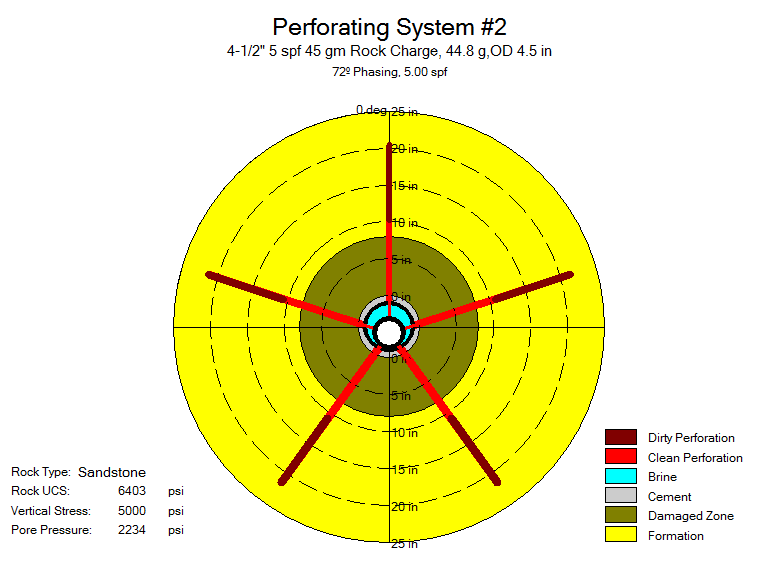 Perforating System #2
4-1/2" 5 spf 45 gm Rock Charge, 44.8 g,OD 4.5 in
72º Phasing, 5.00 spf
0 deg 25 in
20 in
15 in
10 in
5 in
0 in
0 in
5 in
10 in
15 in
20 in
25 in
Rock Type: Sandstone
Rock UCS: 6403 psi
Vertical Stress: 5000 psi
Pore Pressure: 2234 psi
Dirty Perforation
Clean Perforation
Brine
Cement
Damaged Zone
Formation